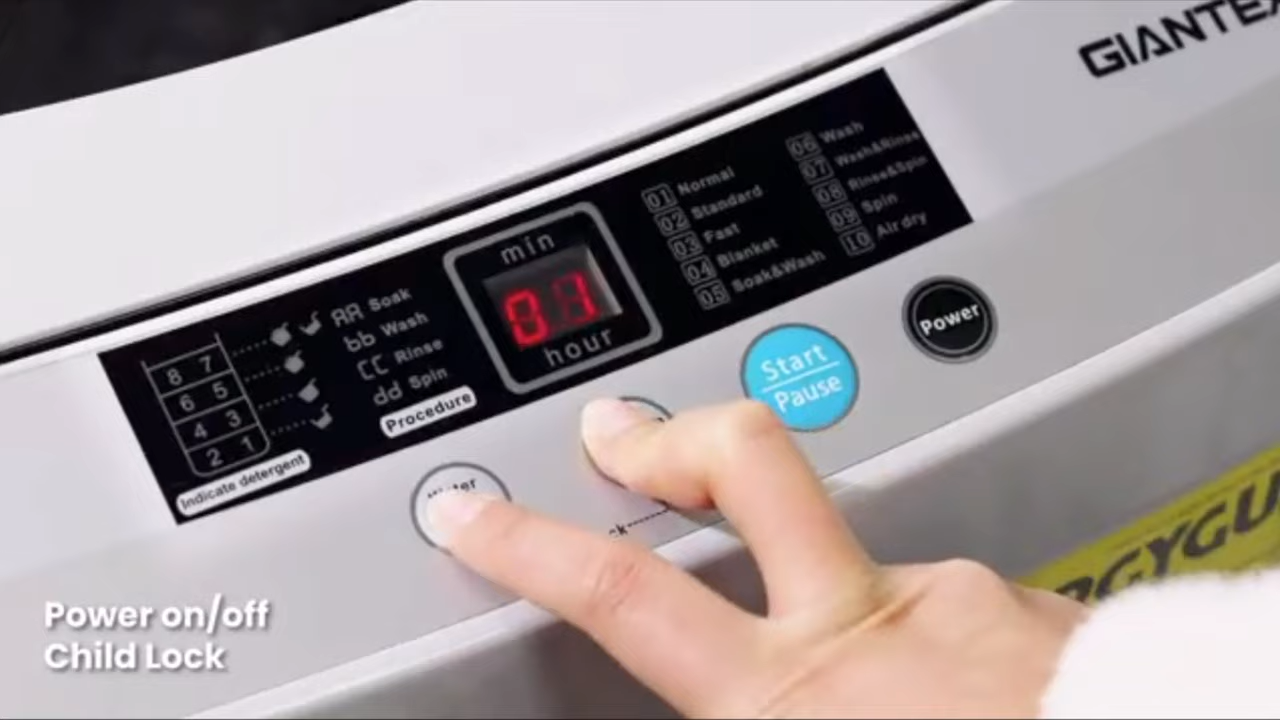 GIANTEX
min
01
hour
01 Normal
02 Standard
03 Fast
04 Blanket
05 Soak&Wash
06 Wash
07 Wash&Rinse
08 Rinse&Spin
09 Spin
10 Air dry
8 7
6 5
4 3
2 1
Indicate detergent
AA Soak
bb Wash
CC Rinse
dd Spin
Procedure
Water
Start
Pause
Power
Power on/off
Child Lock